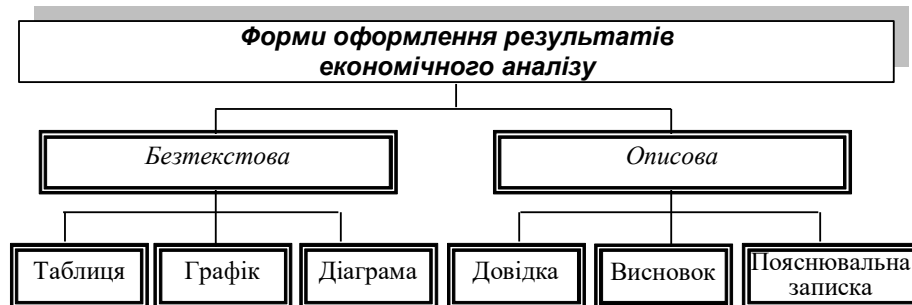 Форми оформлення результатів
економічного аналізу
Безтекстова
Описова
Таблиця
Графік
Діаграма
Довідка
Висновок
Пояснювальна
записка